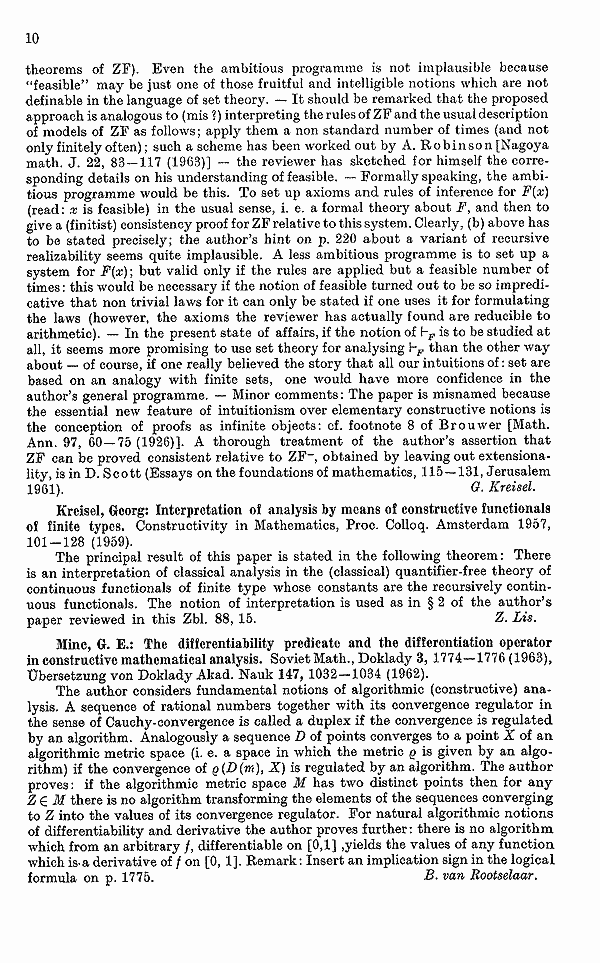 10
theorems of ZF). Even the ambitious programme is not implausible because
“feasible” may be just one of those fruitful and intelligible notions which are not
definable in the language of set theory. — It should be remarked that the proposed
approach is analogous to (mis ?) interpreting the rules of ZF and the usual description
of models of ZF as follows; apply them a non standard number of times (and not
only finitely often); such a scheme has been worked out by A. Robinson [Nagoya
math. J. 22, 83—117 (1963)] — the reviewer has sketched for himself the corre-
sponding details on his understanding of feasible. — Formally speaking, the ambi-
tious programme would be this. To set up axioms and rules of inference for F(x)
(read: x is feasible) in the usual sense, i. e. a formal theory about F, and then to
give a (finitist) consistency proof for ZF relative to this system. Clearly, (b) above has
to be stated precisely; the author's hint on p. 220 about a variant of recursive
realizability seems quite implausible. A less ambitious programme is to set up a
system for F(x); but valid only if the rules are applied but a feasible number of
times: this would be necessary if the notion of feasible turned out to be so impredi-
cative that non trivial laws for it can only be stated if one uses it for formulating
the laws (however, the axioms the reviewer has actually found are reducible to
arithmetic). — In the present state of affairs, if the notion of ⊢F is to be studied at
all, it seems more promising to use set theory for analysing ⊢F than the other way
about — of course, if one really believed the story that all our intuitions of: set are
based on an analogy with finite sets, one would have more confidence in the
author's general programme. — Minor comments: The paper is misnamed because
the essential new feature of intuitionism over elementary constructive notions is
the conception of proofs as infinite objects: cf. footnote 8 of Brouwer [Math.
Ann. 97, 60—75 (1926)]. A thorough treatment of the author's assertion that
ZF can be proved consistent relative to ZF⁻, obtained by leaving out extensiona-
lity, is in D. Scott (Essays on the foundations of mathematics, 115—131, Jerusalem
1961). G. Kreisel.
Kreisel, Georg: Interpretation of analysis by means of constructive functionals
of finite types. Constructivity in Mathematics, Proc. Colloq. Amsterdam 1957,
101—128 (1959).
The principal result of this paper is stated in the following theorem: There
is an interpretation of classical analysis in the (classical) quantifier-free theory of
continuous functionals of finite type whose constants are the recursively contin-
uous functionals. The notion of interpretation is used as in § 2 of the author's
paper reviewed in this Zbl. 88, 15. Z. Lis.
Minc, G. E.: The differentiability predicate and the differentiation operator
in constructive mathematical analysis. Soviet Math., Doklady 3, 1774—1776 (1963),
Übersetzung von Doklady Akad. Nauk 147, 1032—1034 (1962).
The author considers fundamental notions of algorithmic (constructive) ana-
lysis. A sequence of rational numbers together with its convergence regulator in
the sense of Cauchy-convergence is called a duplex if the convergence is regulated
by an algorithm. Analogously a sequence D of points converges to a point X of an
algorithmic metric space (i. e. a space in which the metric ϱ is given by an algo-
rithm) if the convergence of ϱ(D(m), X) is regulated by an algorithm. The author
proves: if the algorithmic metric space M has two distinct points then for any
Z ∈ M there is no algorithm transforming the elements of the sequences converging
to Z into the values of its convergence regulator. For natural algorithmic notions
of differentiability and derivative the author proves further: there is no algorithm
which from an arbitrary f, differentiable on [0,1] ,yields the values of any function
which is a derivative of f on [0, 1]. Remark: Insert an implication sign in the logical
formula on p. 1775. B. van Rootselaar.